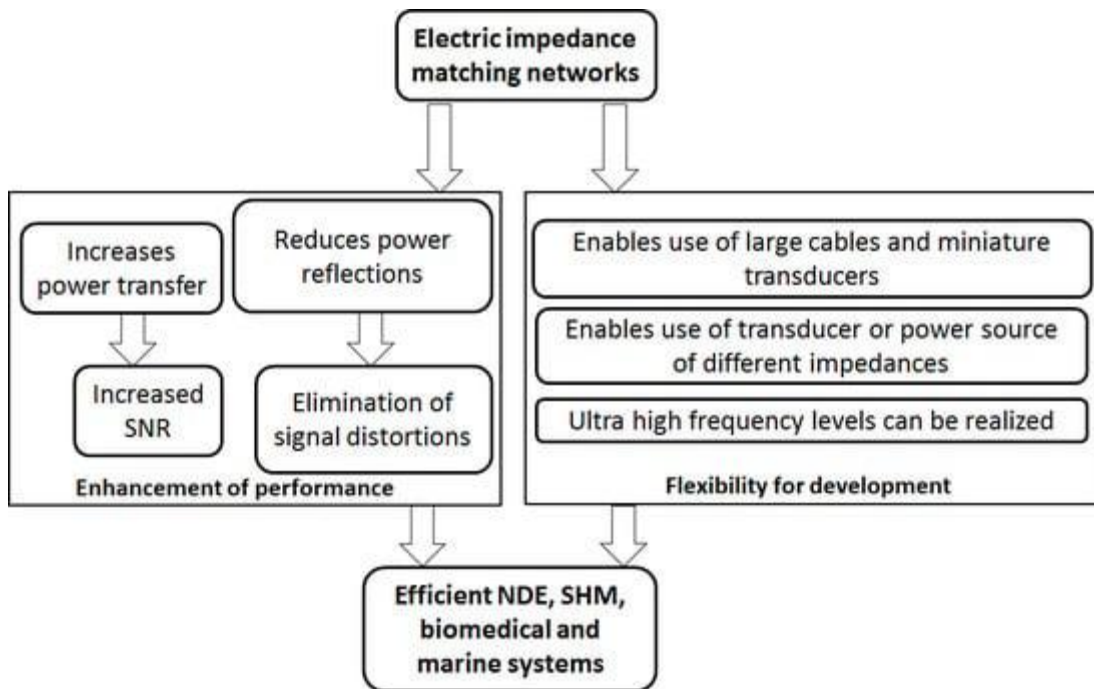 Electric impedance
matching networks
Increases
power transfer
Reduces power
reflections
Increased
SNR
Elimination of
signal distortions
Enhancement of performance
Enables use of large cables and miniature
transducers
Enables use of transducer or power source
of different impedances
Ultra high frequency levels can be realized
Flexibility for development
Efficient NDE, SHM,
biomedical and
marine systems